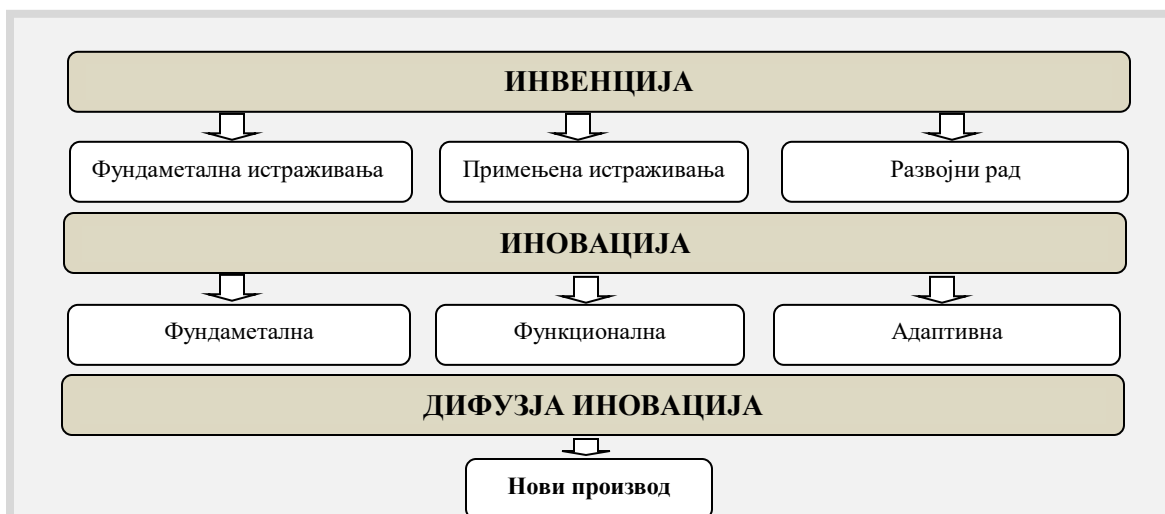 ИНВЕНЦИЈА
Фундаметална истраживања
Примењена истраживања
Развојни рад
ИНОВАЦИЈА
Фундаметална
Функционална
Адаптивна
ДИФУЗЈА ИНОВАЦИЈА
Нови производ